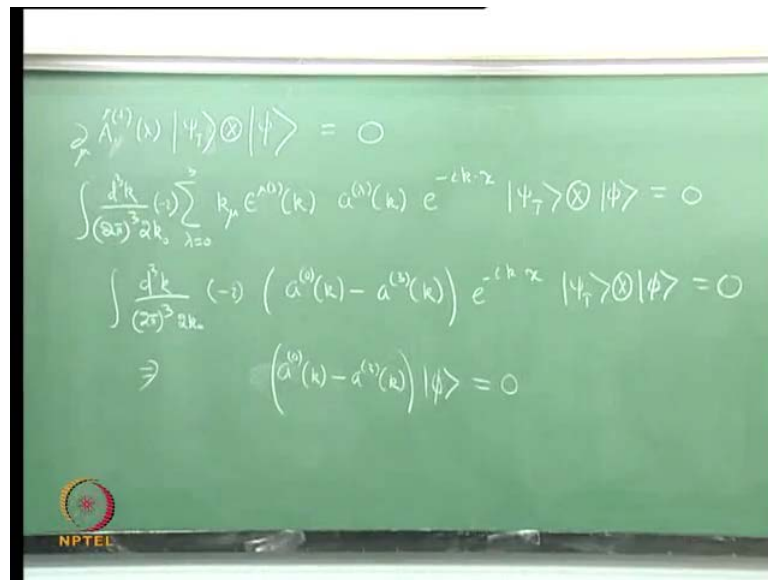 ∂_μ Â^{μ(+)}(x) |ψ_T⟩ ⊗ |φ⟩ = 0
∫ d³k/((2π)³ 2k₀) (-i) Σ_{λ=0}^{3} k_μ ε^{μ(λ)}(k) a^{(λ)}(k) e^{-ik·x} |ψ_T⟩ ⊗ |φ⟩ = 0
∫ d³k/((2π)³ 2k₀) (-i) (a^{(0)}(k) - a^{(3)}(k)) e^{-ik·x} |ψ_T⟩ ⊗ |φ⟩ = 0
⇒ (a^{(0)}(k) - a^{(3)}(k)) |φ⟩ = 0
NPTEL